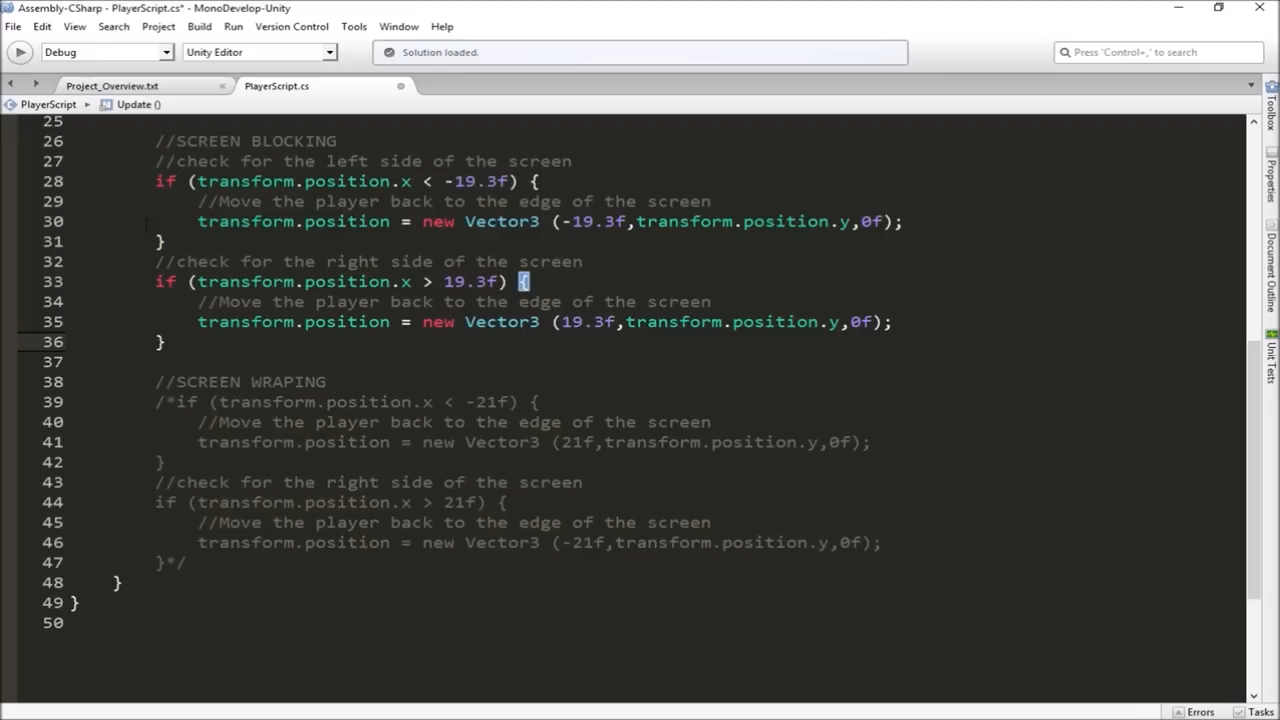 Assembly-CSharp - PlayerScript.cs* - MonoDevelop-Unity
File Edit View Search Project Build Run Version Control Tools Window Help
Debug Unity Editor Solution loaded. Press 'Control+,' to search
Project_Overview.txt PlayerScript.cs
PlayerScript Update ()
25
26 //SCREEN BLOCKING
27 //check for the left side of the screen
28 if (transform.position.x < -19.3f) {
29 //Move the player back to the edge of the screen
30 transform.position = new Vector3 (-19.3f,transform.position.y,0f);
31 }
32 //check for the right side of the screen
33 if (transform.position.x > 19.3f) {
34 //Move the player back to the edge of the screen
35 transform.position = new Vector3 (19.3f,transform.position.y,0f);
36 }
37
38 //SCREEN WRAPING
39 /*if (transform.position.x < -21f) {
40 //Move the player back to the edge of the screen
41 transform.position = new Vector3 (21f,transform.position.y,0f);
42 }
43 //check for the right side of the screen
44 if (transform.position.x > 21f) {
45 //Move the player back to the edge of the screen
46 transform.position = new Vector3 (-21f,transform.position.y,0f);
47 }*/
48 }
49 }
50
Toolbox
Properties
Document Outline
Unit Tests
Errors Tasks